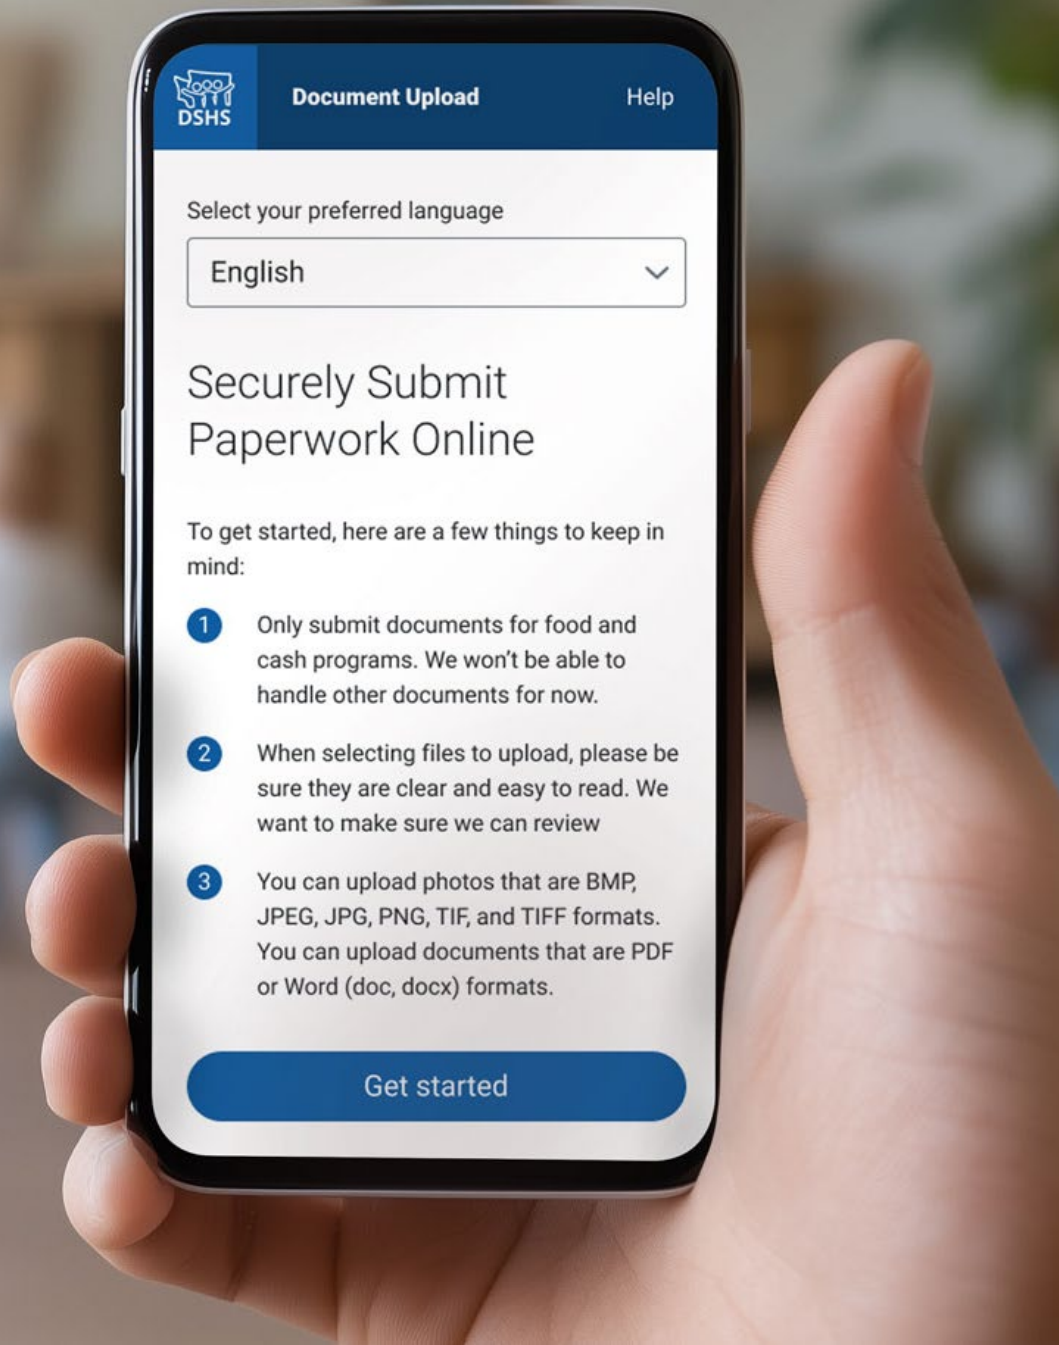 DSHS
Document Upload
Help
Select your preferred language
English
Securely Submit
Paperwork Online
To get started, here are a few things to keep in
mind:
1 Only submit documents for food and
cash programs. We won't be able to
handle other documents for now.
2 When selecting files to upload, please be
sure they are clear and easy to read. We
want to make sure we can review
3 You can upload photos that are BMP,
JPEG, JPG, PNG, TIF, and TIFF formats.
You can upload documents that are PDF
or Word (doc, docx) formats.
Get started